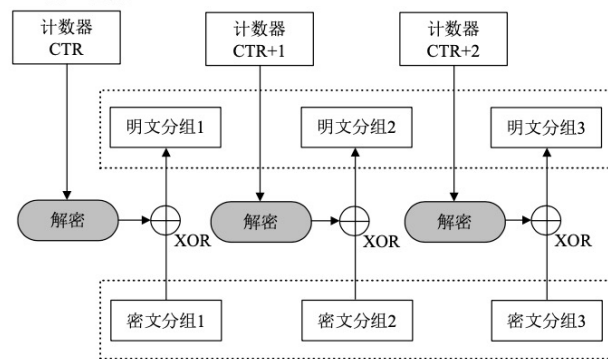 计数器
CTR
计数器
CTR+1
计数器
CTR+2
明文分组1
明文分组2
明文分组3
解密
XOR
解密
XOR
解密
XOR
密文分组1
密文分组2
密文分组3